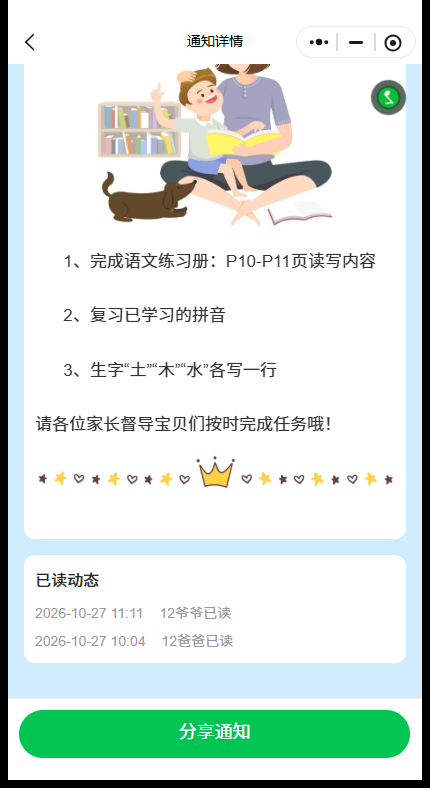 通知详情
1、完成语文练习册：P10-P11页读写内容
2、复习已学习的拼音
3、生字“土”“木”“水”各写一行
请各位家长督导宝贝们按时完成任务哦！
已读动态
2026-10-27 11:11 12爷爷已读
2026-10-27 10:04 12爸爸已读
分享通知